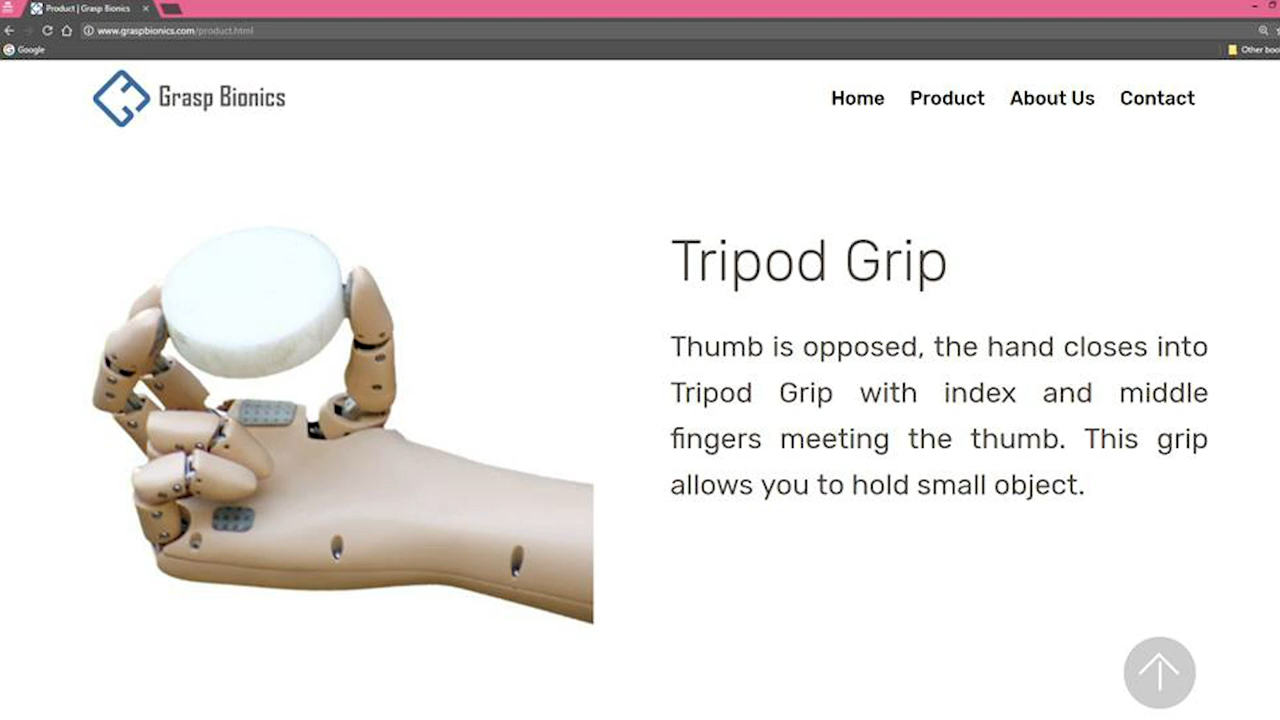 Product | Grasp Bionics
www.graspbionics.com/product.html
Google
Other boo
Grasp Bionics
Home Product About Us Contact
Tripod Grip
Thumb is opposed, the hand closes into
Tripod Grip with index and middle
fingers meeting the thumb. This grip
allows you to hold small object.